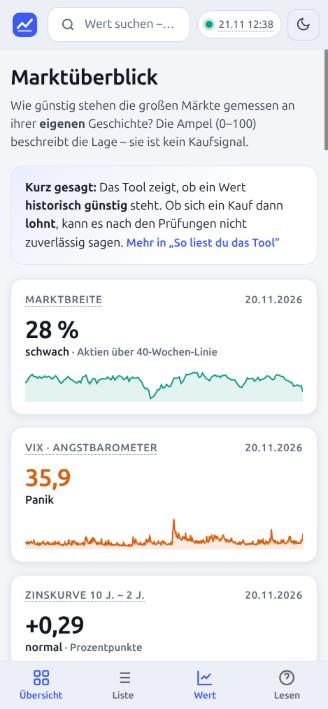 Wert suchen –…
21.11 12:38
Marktüberblick
Wie günstig stehen die großen Märkte gemessen an
ihrer eigenen Geschichte? Die Ampel (0–100)
beschreibt die Lage – sie ist kein Kaufsignal.
Kurz gesagt: Das Tool zeigt, ob ein Wert
historisch günstig steht. Ob sich ein Kauf dann
lohnt, kann es nach den Prüfungen nicht
zuverlässig sagen. Mehr in „So liest du das Tool“
MARKTBREITE 20.11.2026
28 %
schwach · Aktien über 40-Wochen-Linie
VIX · ANGSTBAROMETER 20.11.2026
35,9
Panik
ZINSKURVE 10 J. – 2 J. 20.11.2026
+0,29
normal · Prozentpunkte
Übersicht Liste Wert Lesen